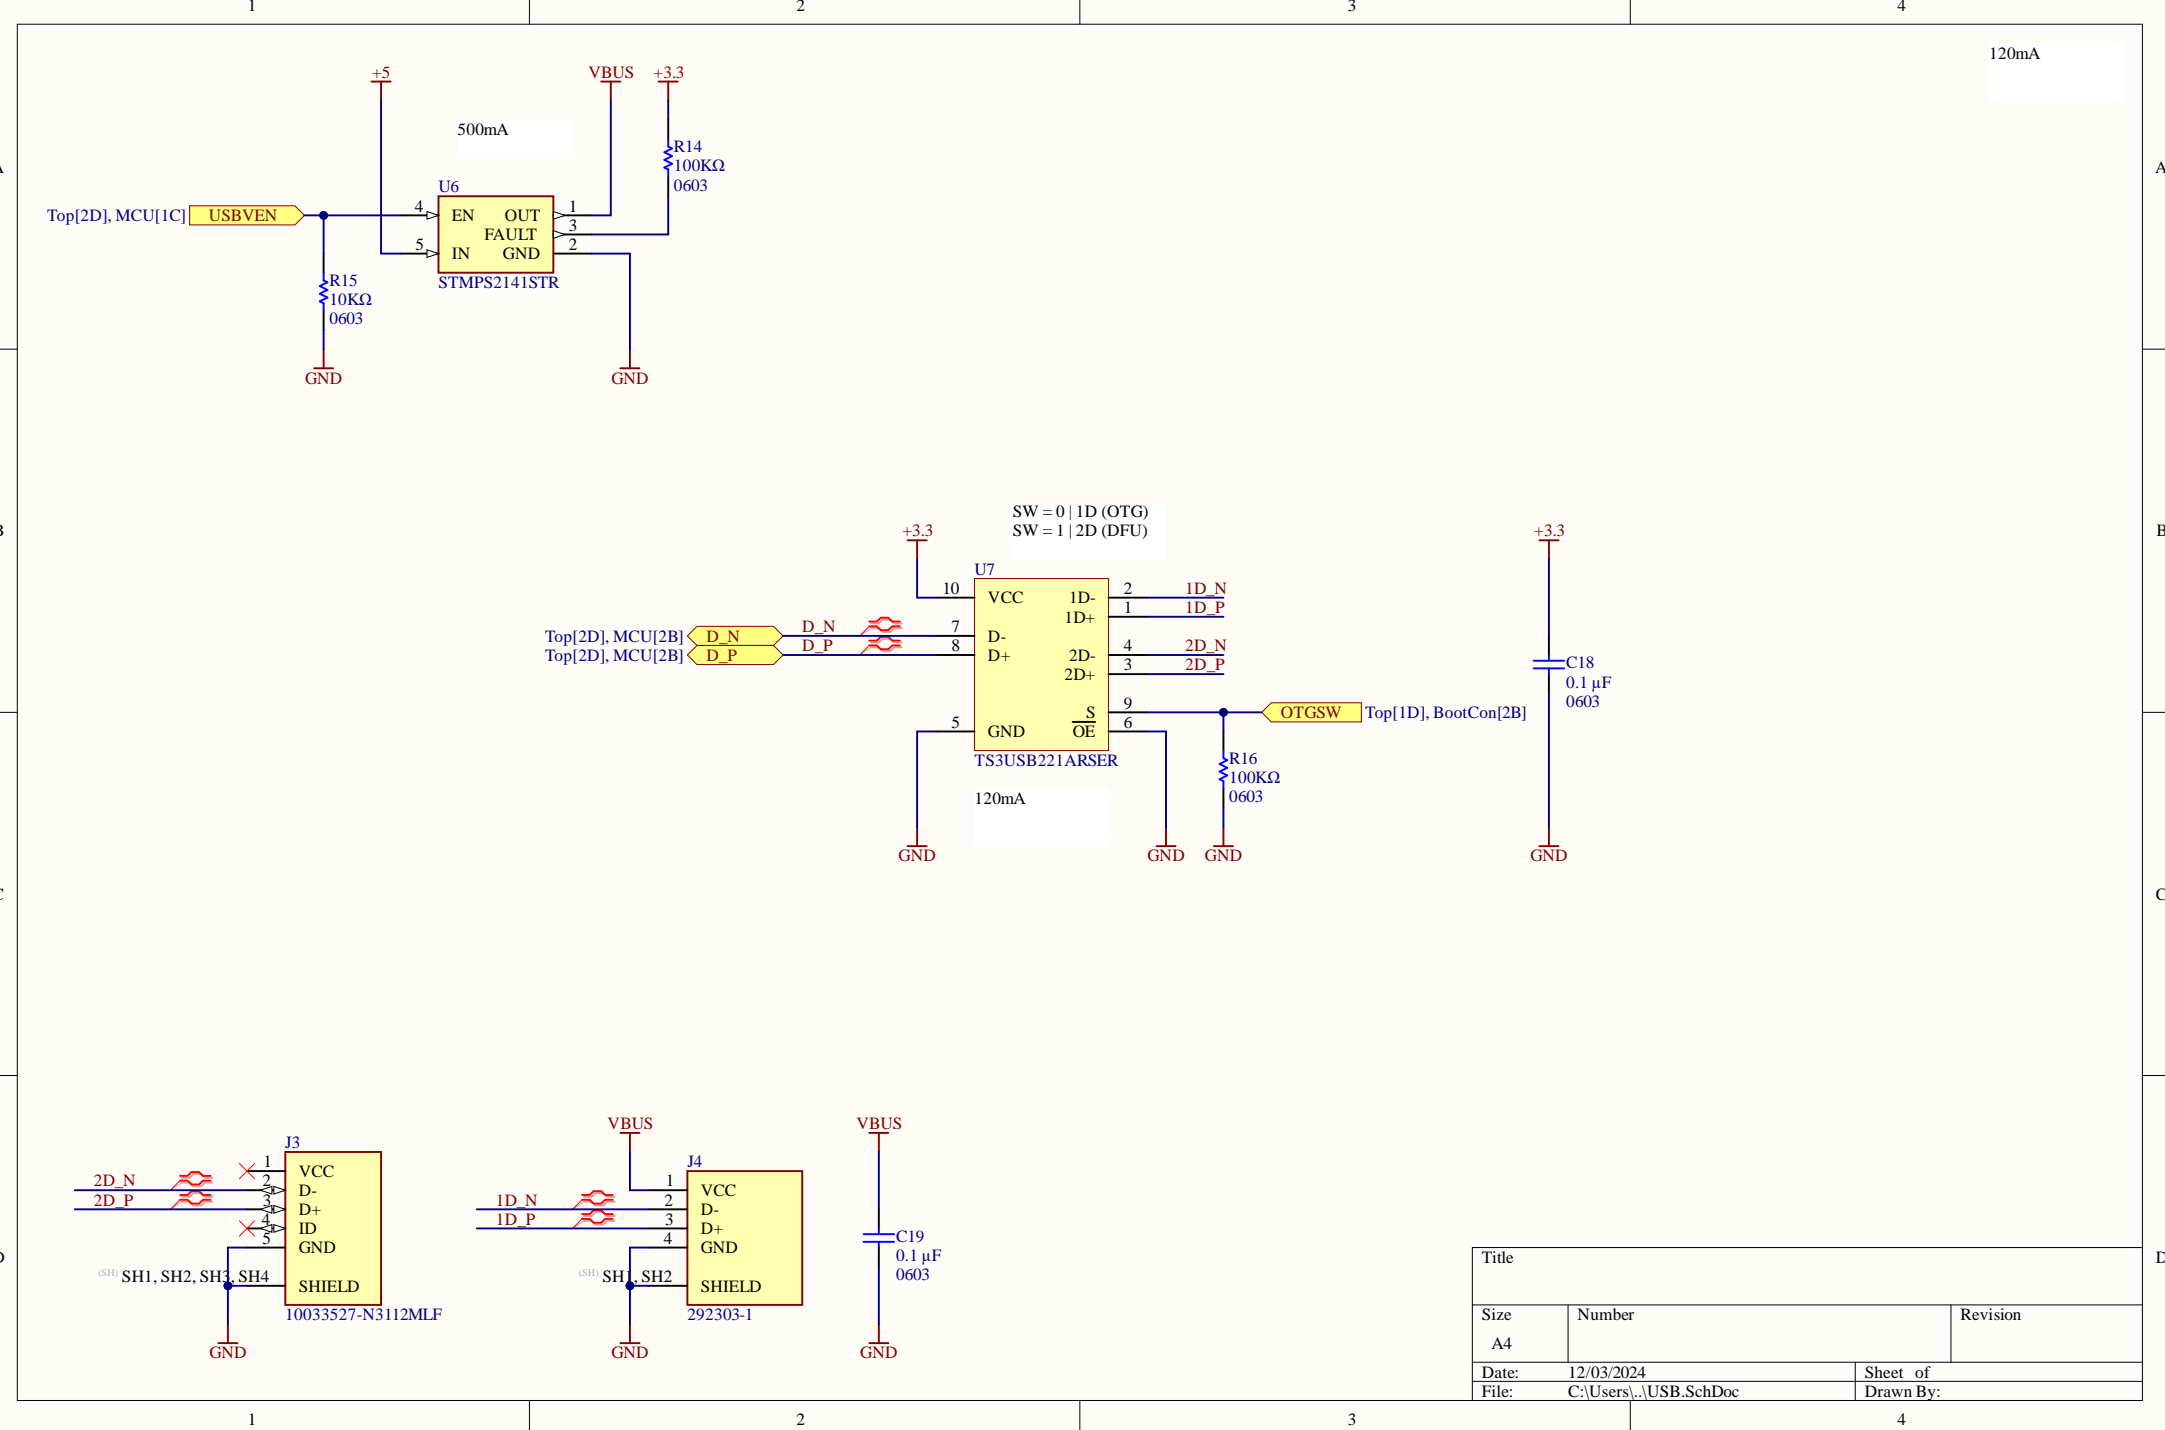 1 2 3 4
120mA
+5 VBUS +3.3
500mA
R14
100KΩ
0603
A A
U6
Top[2D], MCU[1C] USBVEN
4 EN OUT 1
FAULT 3
5 IN GND 2
STMPS2141STR
R15
10KΩ
0603
GND GND
SW = 0 | 1D (OTG)
SW = 1 | 2D (DFU)
B B
+3.3 +3.3
U7
10 VCC 1D- 2 1D_N
1D+ 1 1D_P
Top[2D], MCU[2B] D_N D_N 7 D-
Top[2D], MCU[2B] D_P D_P 8 D+
2D- 4 2D_N
2D+ 3 2D_P
C18
0.1 µF
0603
S 9 OTGSW Top[1D], BootCon[2B]
5 GND OE 6
TS3USB221ARSER
R16
100KΩ
0603
120mA
GND GND GND GND
C C
VBUS VBUS
J3
1 VCC
2D_N 2 D-
2D_P 3 D+
4 ID
5 GND
(SH) SH1, SH2, SH3, SH4 SHIELD
10033527-N3112MLF
GND
J4
1 VCC
1D_N 2 D-
1D_P 3 D+
4 GND
(SH) SH1, SH2 SHIELD
292303-1
GND
C19
0.1 µF
0603
GND
D D
Title
Size Number Revision
A4
Date: 12/03/2024 Sheet of
File: C:\Users\..\USB.SchDoc Drawn By:
1 2 3 4